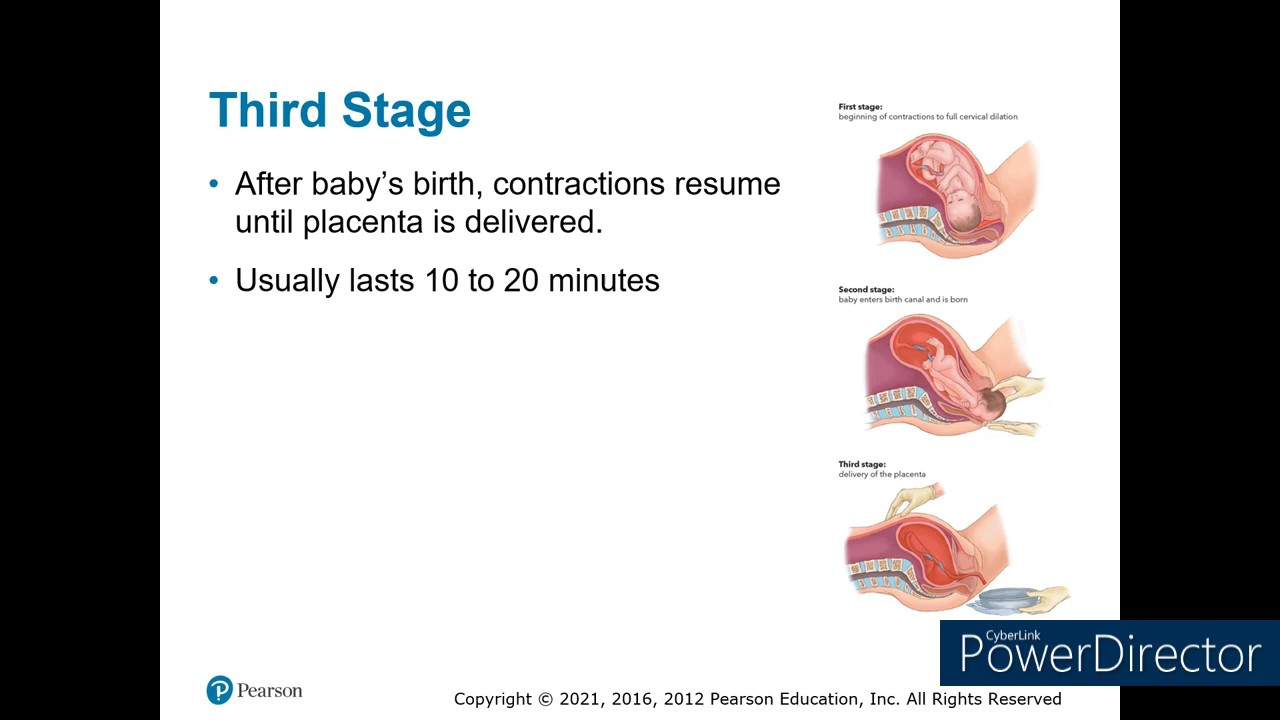 Third Stage
• After baby’s birth, contractions resume
until placenta is delivered.
• Usually lasts 10 to 20 minutes
First stage:
beginning of contractions to full cervical dilation
Second stage:
baby enters birth canal and is born
Third stage:
delivery of the placenta
CyberLink
PowerDirector
P Pearson
Copyright © 2021, 2016, 2012 Pearson Education, Inc. All Rights Reserved